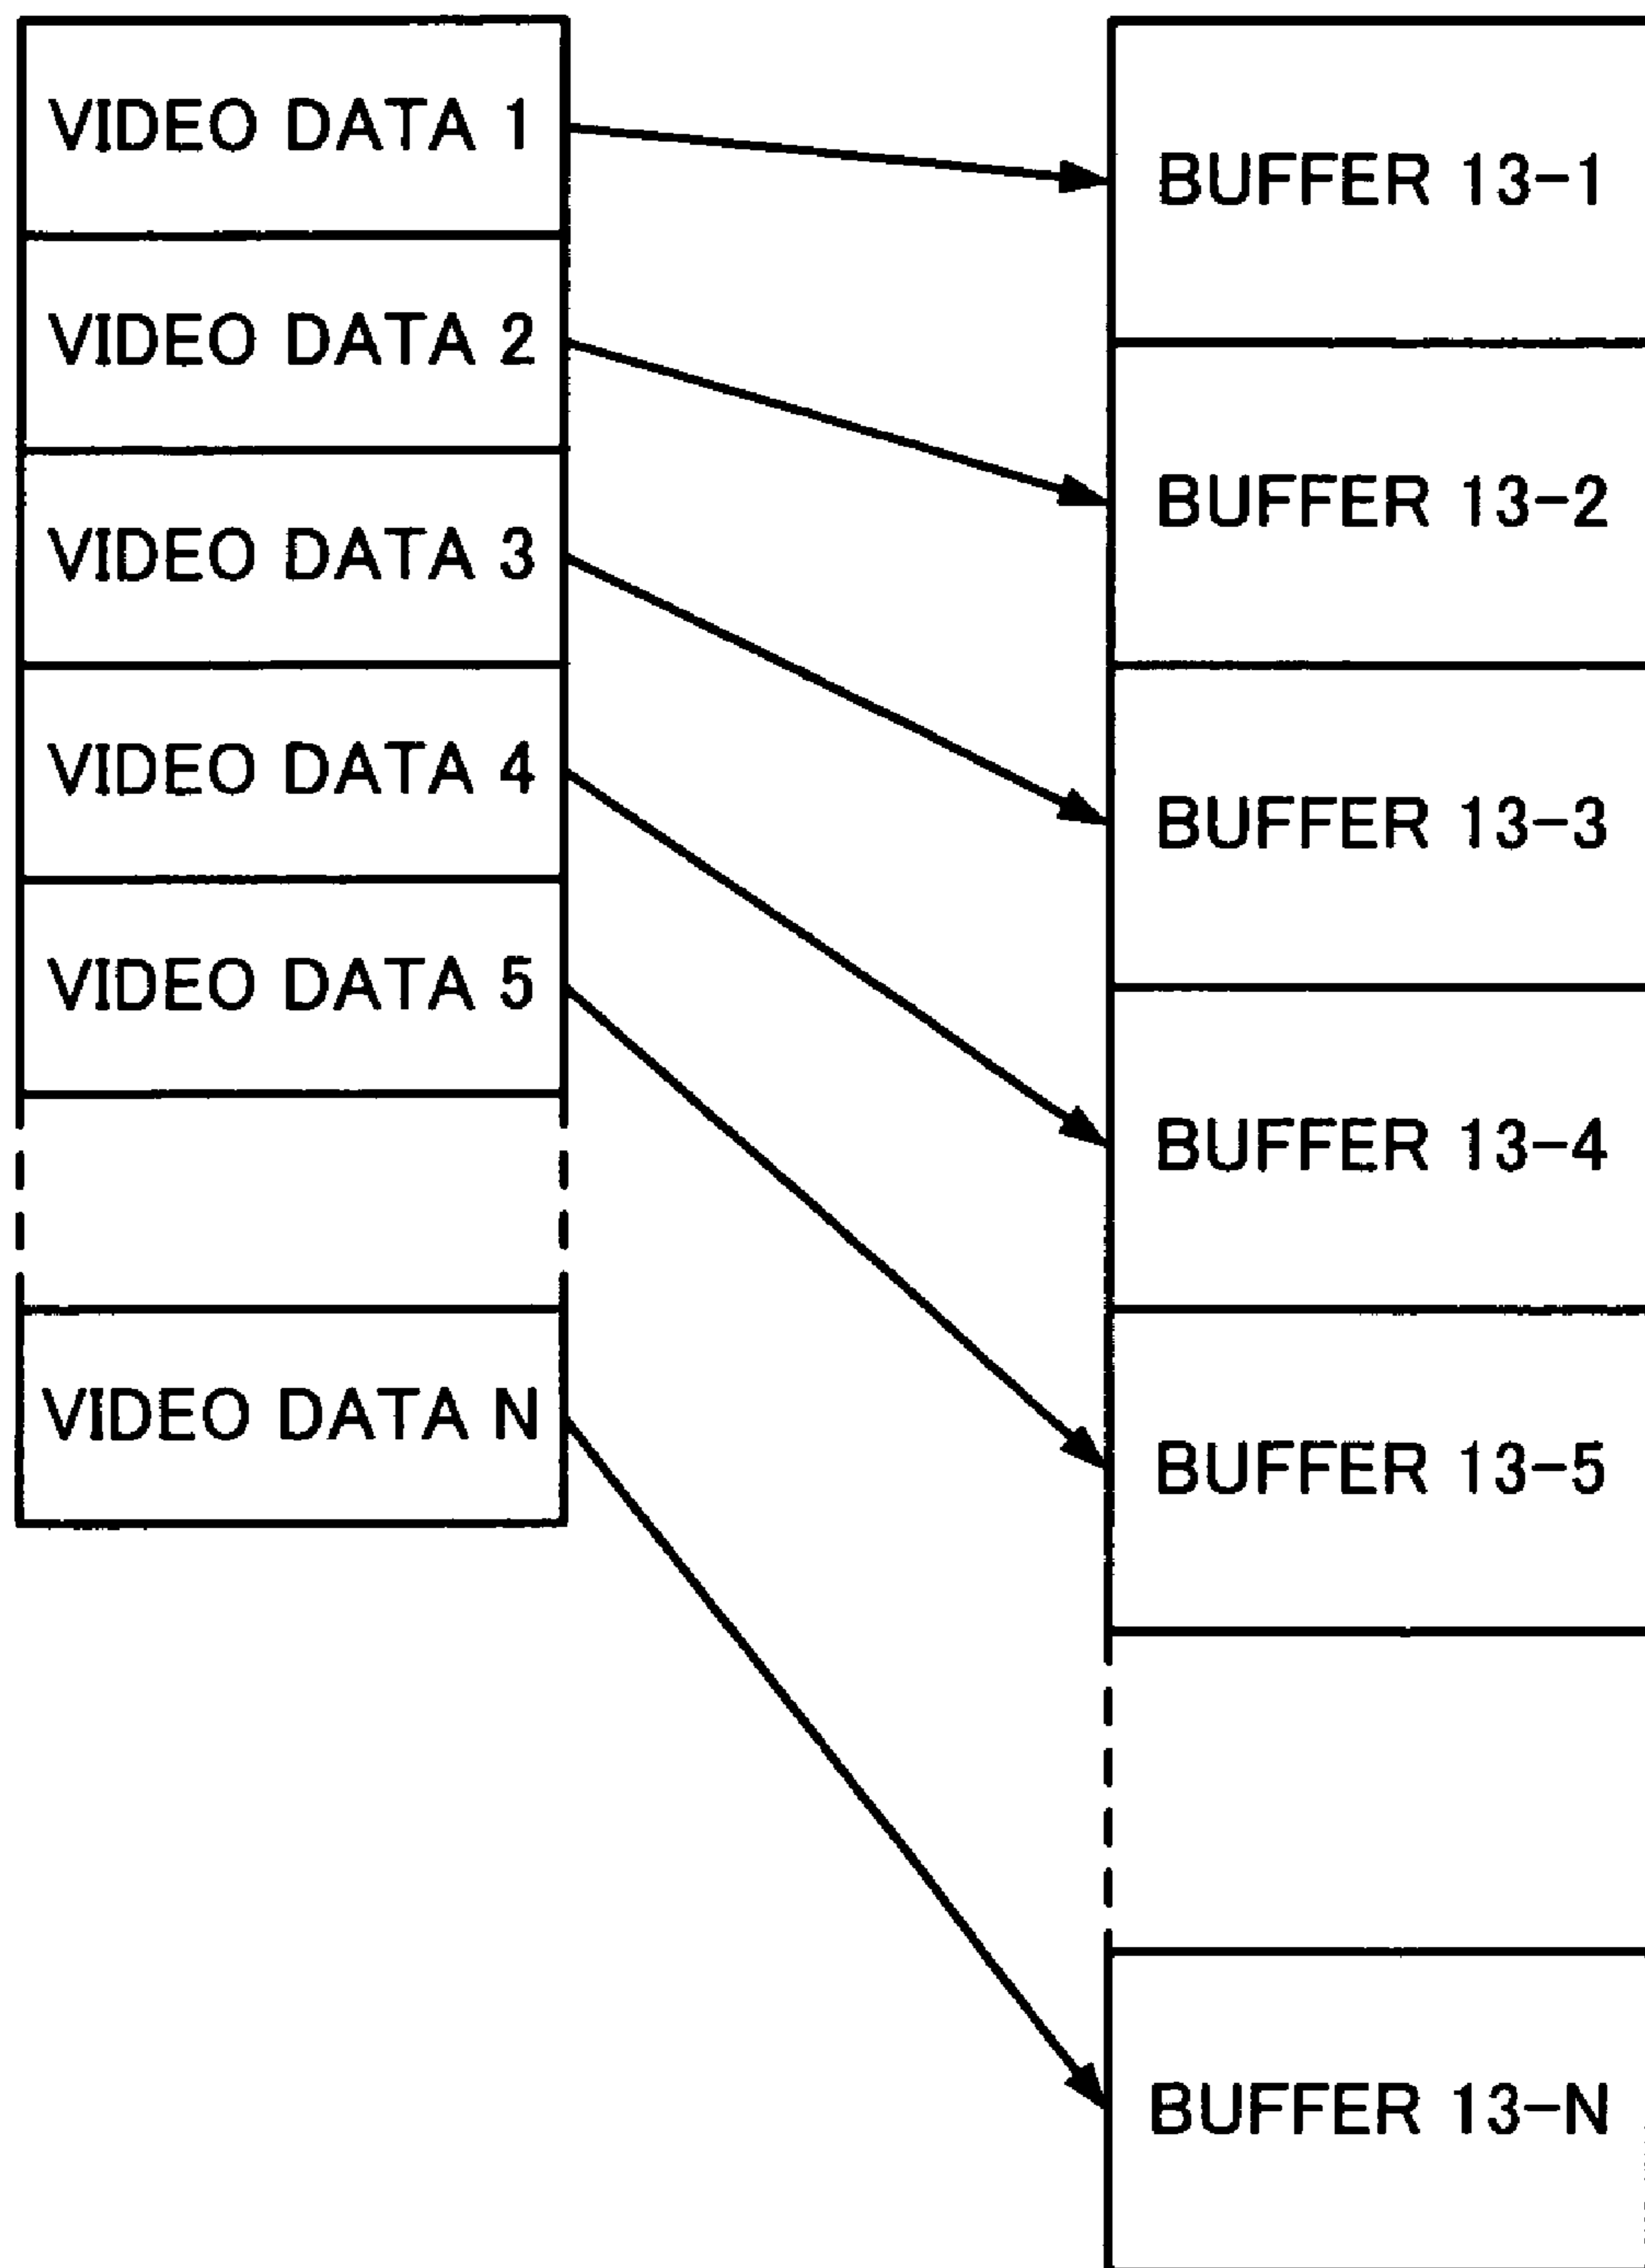 VIDEO DATA 1
VIDEO DATA 2
VIDEO DATA 3
VIDEO DATA 4
VIDEO DATA 5
VIDEO DATA N
BUFFER 13-1
BUFFER 13-2
BUFFER 13-3
BUFFER 13-4
BUFFER 13-5
BUFFER 13-N